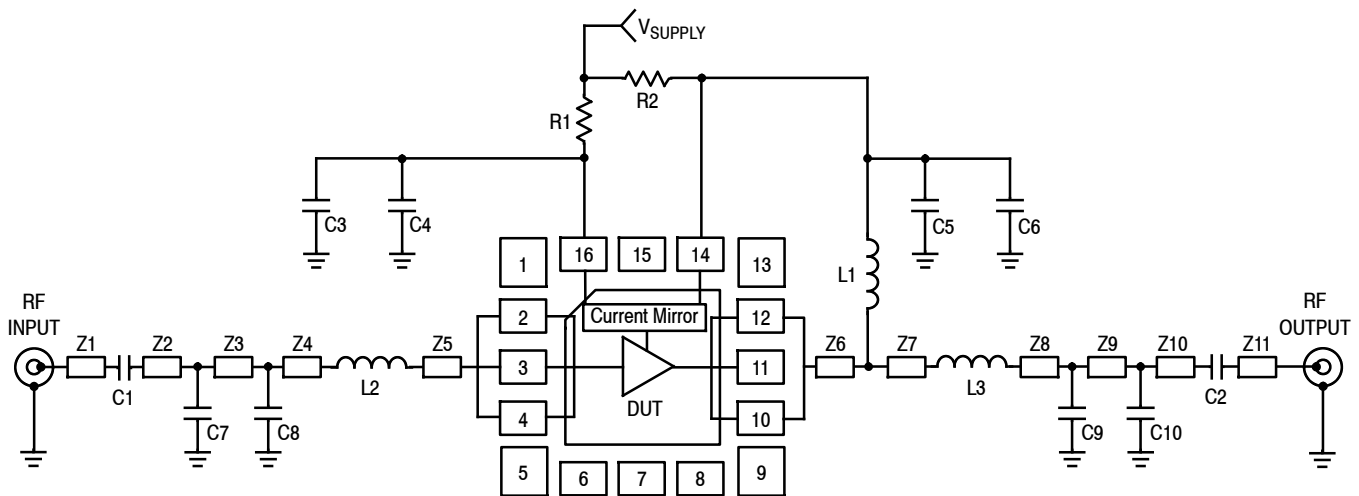 VSUPPLY
R2
R1
C3
C4
C5
C6
1
16
15
14
13
L1
RF
INPUT
RF
OUTPUT
2
Current Mirror
12
Z1
Z2
Z3
Z4
Z5
3
11
Z6
Z7
Z8
Z9
Z10
Z11
C1
L2
DUT
L3
C2
C7
C8
4
10
C9
C10
5
6
7
8
9